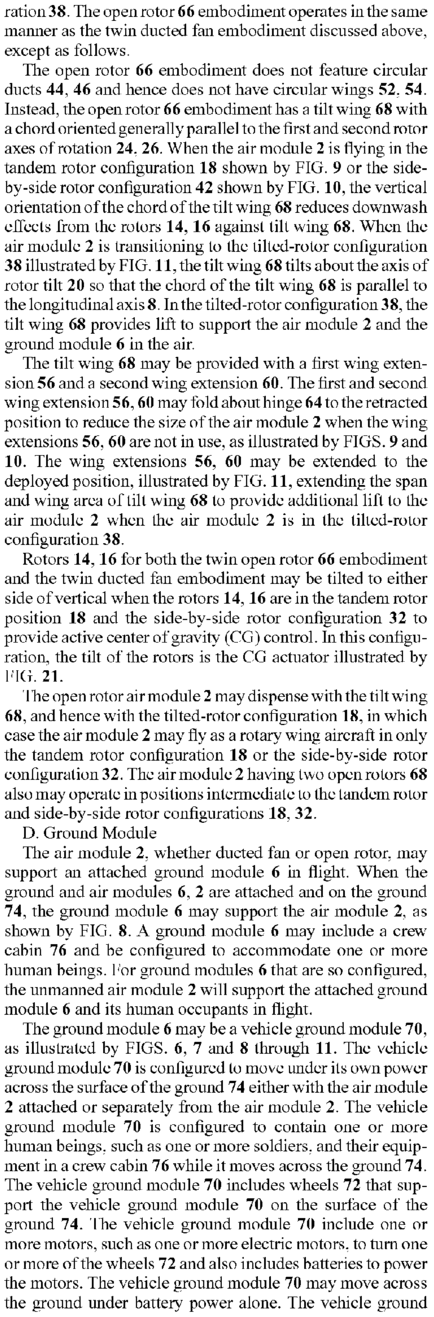 ration 38. The open rotor 66 embodiment operates in the same
manner as the twin ducted fan embodiment discussed above,
except as follows.
The open rotor 66 embodiment does not feature circular
ducts 44, 46 and hence does not have circular wings 52, 54.
Instead, the open rotor 66 embodiment has a tilt wing 68 with
a chord oriented generally parallel to the first and second rotor
axes of rotation 24, 26. When the air module 2 is flying in the
tandem rotor configuration 18 shown by FIG. 9 or the side-
by-side rotor configuration 42 shown by FIG. 10, the vertical
orientation of the chord of the tilt wing 68 reduces downwash
effects from the rotors 14, 16 against tilt wing 68. When the
air module 2 is transitioning to the tilted-rotor configuration
38 illustrated by FIG. 11, the tilt wing 68 tilts about the axis of
rotor tilt 20 so that the chord of the tilt wing 68 is parallel to
the longitudinal axis 8. In the tilted-rotor configuration 38, the
tilt wing 68 provides lift to support the air module 2 and the
ground module 6 in the air.
The tilt wing 68 may be provided with a first wing exten-
sion 56 and a second wing extension 60. The first and second
wing extension 56, 60 may fold about hinge 64 to the retracted
position to reduce the size of the air module 2 when the wing
extensions 56, 60 are not in use, as illustrated by FIGS. 9 and
10. The wing extensions 56, 60 may be extended to the
deployed position, illustrated by FIG. 11, extending the span
and wing area of tilt wing 68 to provide additional lift to the
air module 2 when the air module 2 is in the tilted-rotor
configuration 38.
Rotors 14, 16 for both the twin open rotor 66 embodiment
and the twin ducted fan embodiment may be tilted to either
side of vertical when the rotors 14, 16 are in the tandem rotor
position 18 and the side-by-side rotor configuration 32 to
provide active center of gravity (CG) control. In this configu-
ration, the tilt of the rotors is the CG actuator illustrated by
FIG. 21.
The open rotor air module 2 may dispense with the tilt wing
68, and hence with the tilted-rotor configuration 18, in which
case the air module 2 may fly as a rotary wing aircraft in only
the tandem rotor configuration 18 or the side-by-side rotor
configuration 32. The air module 2 having two open rotors 68
also may operate in positions intermediate to the tandem rotor
and side-by-side rotor configurations 18, 32.
D. Ground Module
The air module 2, whether ducted fan or open rotor, may
support an attached ground module 6 in flight. When the
ground and air modules 6, 2 are attached and on the ground
74, the ground module 6 may support the air module 2, as
shown by FIG. 8. A ground module 6 may include a crew
cabin 76 and be configured to accommodate one or more
human beings. For ground modules 6 that are so configured,
the unmanned air module 2 will support the attached ground
module 6 and its human occupants in flight.
The ground module 6 may be a vehicle ground module 70,
as illustrated by FIGS. 6, 7 and 8 through 11. The vehicle
ground module 70 is configured to move under its own power
across the surface of the ground 74 either with the air module
2 attached or separately from the air module 2. The vehicle
ground module 70 is configured to contain one or more
human beings, such as one or more soldiers, and their equip-
ment in a crew cabin 76 while it moves across the ground 74.
The vehicle ground module 70 includes wheels 72 that sup-
port the vehicle ground module 70 on the surface of the
ground 74. The vehicle ground module 70 include one or
more motors, such as one or more electric motors, to turn one
or more of the wheels 72 and also includes batteries to power
the motors. The vehicle ground module 70 may move across
the ground under battery power alone. The vehicle ground